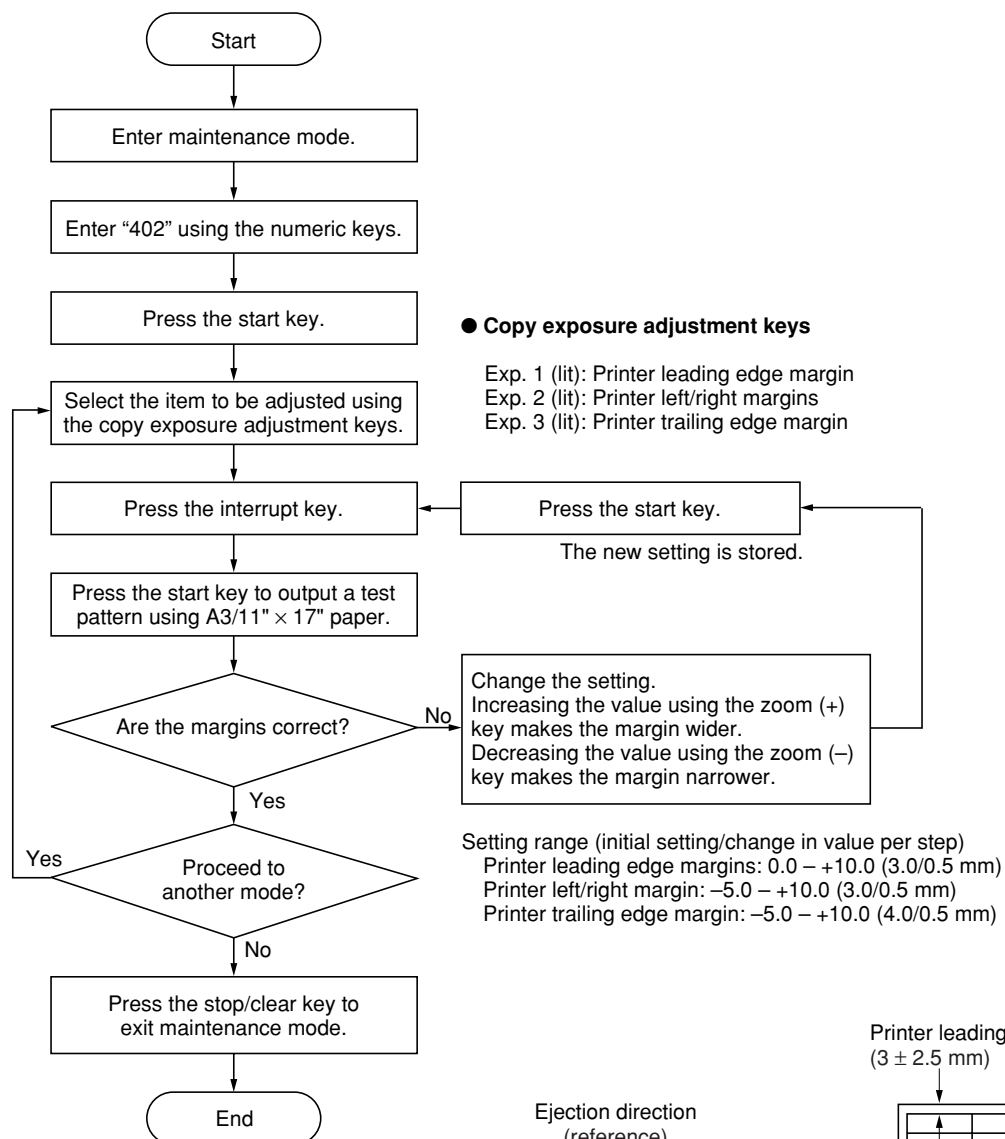 Start
Enter maintenance mode.
Enter “402” using the numeric keys.
Press the start key.
● Copy exposure adjustment keys
Exp. 1 (lit): Printer leading edge margin
Exp. 2 (lit): Printer left/right margins
Exp. 3 (lit): Printer trailing edge margin
Select the item to be adjusted using
the copy exposure adjustment keys.
Press the interrupt key.
Press the start key.
The new setting is stored.
Press the start key to output a test
pattern using A3/11" × 17" paper.
Are the margins correct?
No
Change the setting.
Increasing the value using the zoom (+)
key makes the margin wider.
Decreasing the value using the zoom (–)
key makes the margin narrower.
Yes
Setting range (initial setting/change in value per step)
Printer leading edge margins: 0.0 – +10.0 (3.0/0.5 mm)
Printer left/right margin: –5.0 – +10.0 (3.0/0.5 mm)
Printer trailing edge margin: –5.0 – +10.0 (4.0/0.5 mm)
Yes
Proceed to
another mode?
No
Press the stop/clear key to
exit maintenance mode.
End
Printer leading
(3 ± 2.5 mm)
Ejection direction
(reference)